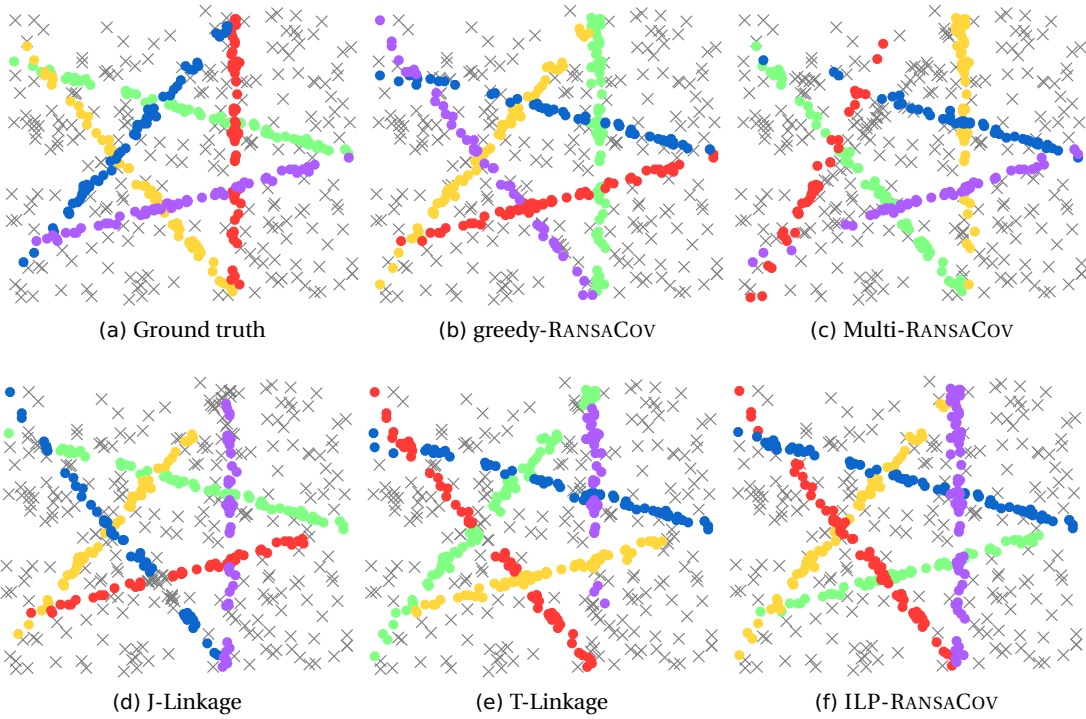 (a) Ground truth
(b) greedy-RANSACOV
(c) Multi-RANSACOV
(d) J-Linkage
(e) T-Linkage
(f) ILP-RANSACOV